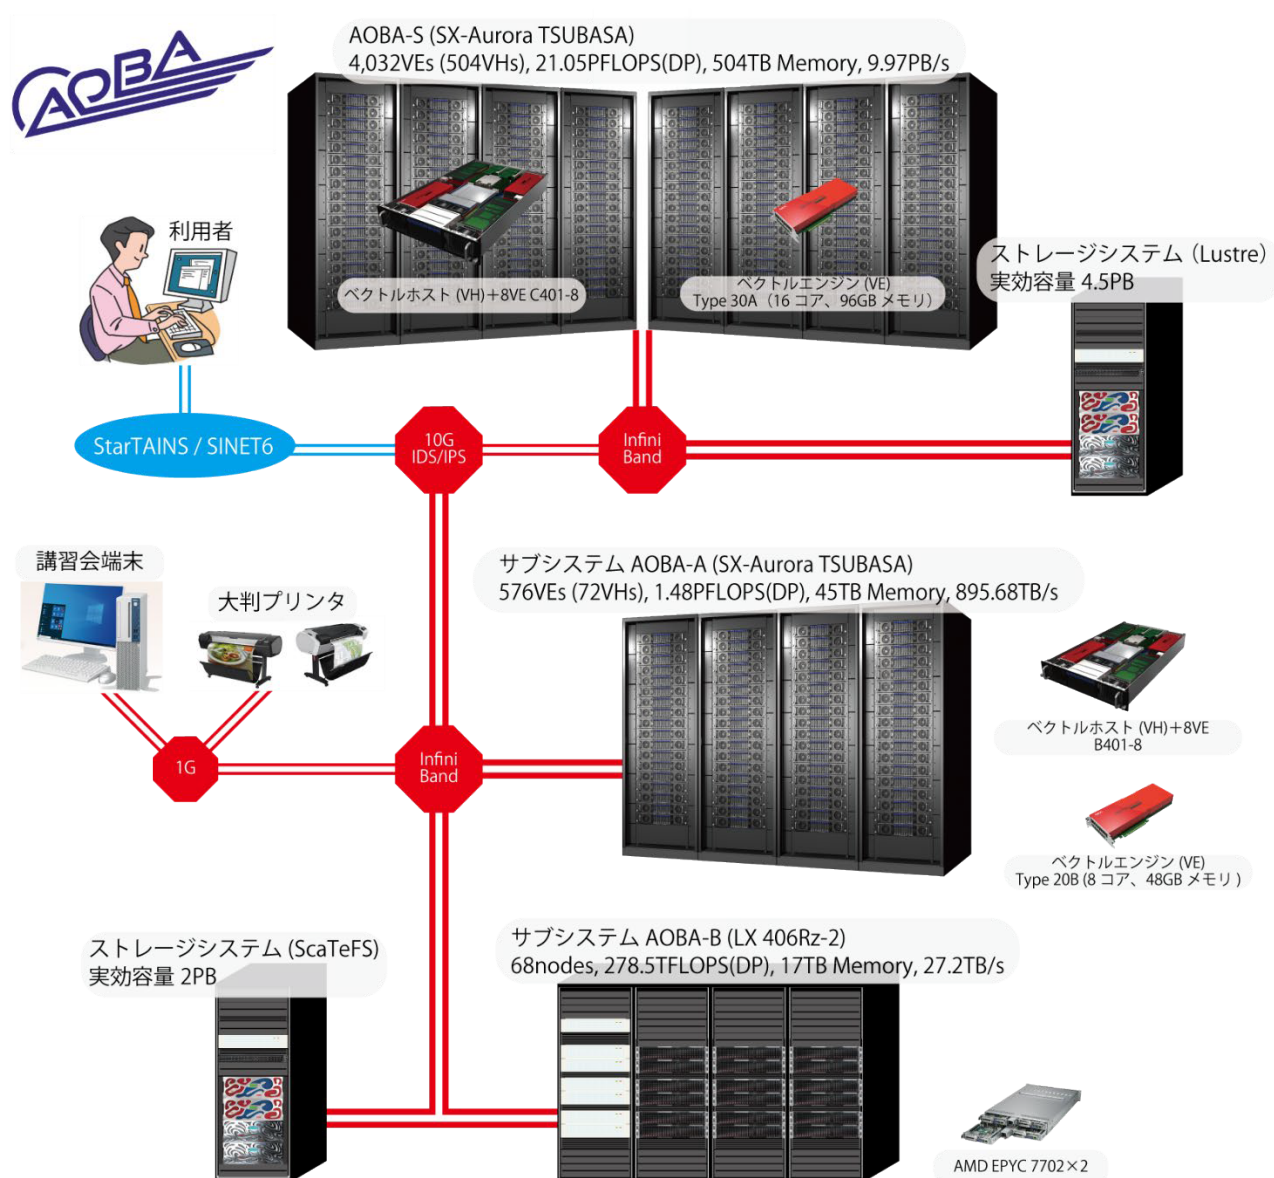 AOBA
AOBA-S (SX-Aurora TSUBASA)
4,032VEs (504VHs), 21.05PFLOPS(DP), 504TB Memory, 9.97PB/s
利用者
ベクトルホスト (VH)＋8VE C401-8
ベクトルエンジン (VE)
Type 30A（16 コア、96GB メモリ）
ストレージシステム（Lustre）
実効容量 4.5PB
StarTAINS / SINET6
10G
IDS/IPS
Infini
Band
講習会端末
大判プリンタ
サブシステム AOBA-A (SX-Aurora TSUBASA)
576VEs (72VHs), 1.48PFLOPS(DP), 45TB Memory, 895.68TB/s
ベクトルホスト (VH)＋8VE
B401-8
1G
Infini
Band
ベクトルエンジン (VE)
Type 20B (8 コア、48GB メモリ )
ストレージシステム (ScaTeFS)
実効容量 2PB
サブシステム AOBA-B (LX 406Rz-2)
68nodes, 278.5TFLOPS(DP), 17TB Memory, 27.2TB/s
AMD EPYC 7702×2